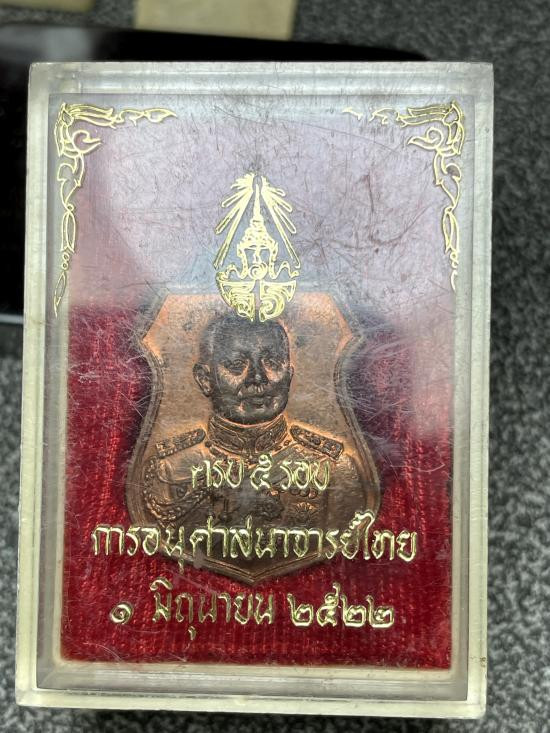 ครบ ๕ รอบ
การอนุศาสนาจารย์ไทย
๑ มิถุนายน ๒๕๒๒